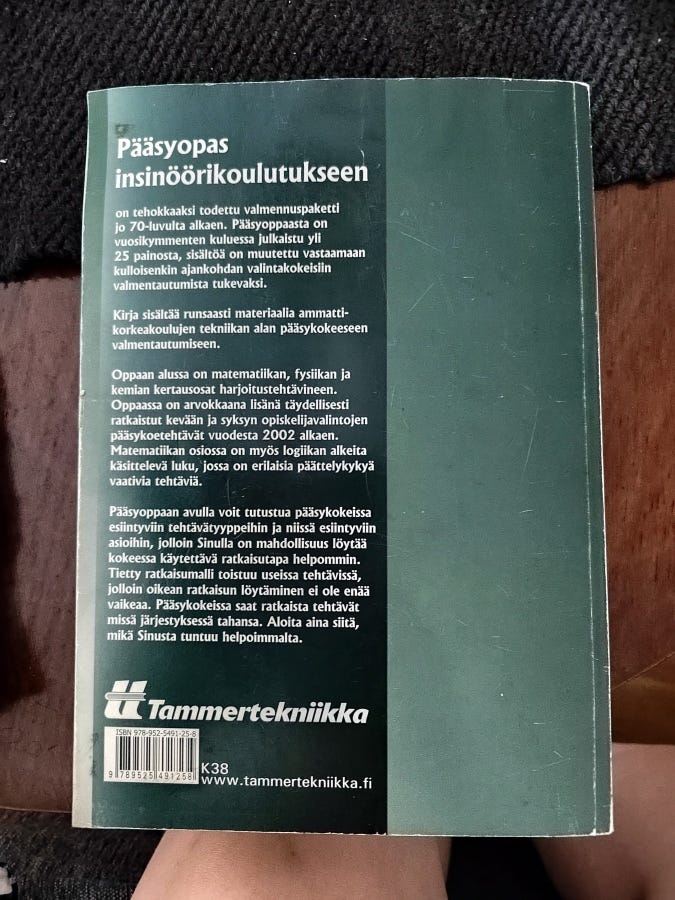 Pääsyopas
insinöörikoulutukseen
on tehokkaaksi todettu valmennuspaketti
jo 70-luvulta alkaen. Pääsyoppaasta on
vuosikymmenten kuluessa julkaistu yli
25 painosta, sisältöä on muutettu vastaamaan
kulloisenkin ajankohdan valintakokeisiin
valmentautumista tukevaksi.
Kirja sisältää runsaasti materiaalia ammatti-
korkeakoulujen tekniikan alan pääsykokeeseen
valmentautumiseen.
Oppaan alussa on matematiikan, fysiikan ja
kemian kertausosat harjoitustehtävineen.
Oppaassa on arvokkaana lisänä täydellisesti
ratkaistut kevään ja syksyn opiskelijavalintojen
pääsykoetehtävät vuodesta 2002 alkaen.
Matematiikan osiossa on myös logiikan alkeita
käsittelevä luku, jossa on erilaisia päättelykykyä
vaativia tehtäviä.
Pääsyoppaan avulla voit tutustua pääsykokeissa
esiintyviin tehtävätyyppeihin ja niissä esiintyviin
asioihin, jolloin Sinulla on mahdollisuus löytää
kokeessa käytettävä ratkaisutapa helpommin.
Tietty ratkaisumalli toistuu useissa tehtävissä,
jolloin oikean ratkaisun löytäminen ei ole enää
vaikeaa. Pääsykokeissa saat ratkaista tehtävät
missä järjestyksessä tahansa. Aloita aina siitä,
mikä Sinusta tuntuu helpoimmalta.
tt Tammertekniikka
ISBN 978-952-5491-25-8
9 789525 491258
K38
www.tammertekniikka.fi